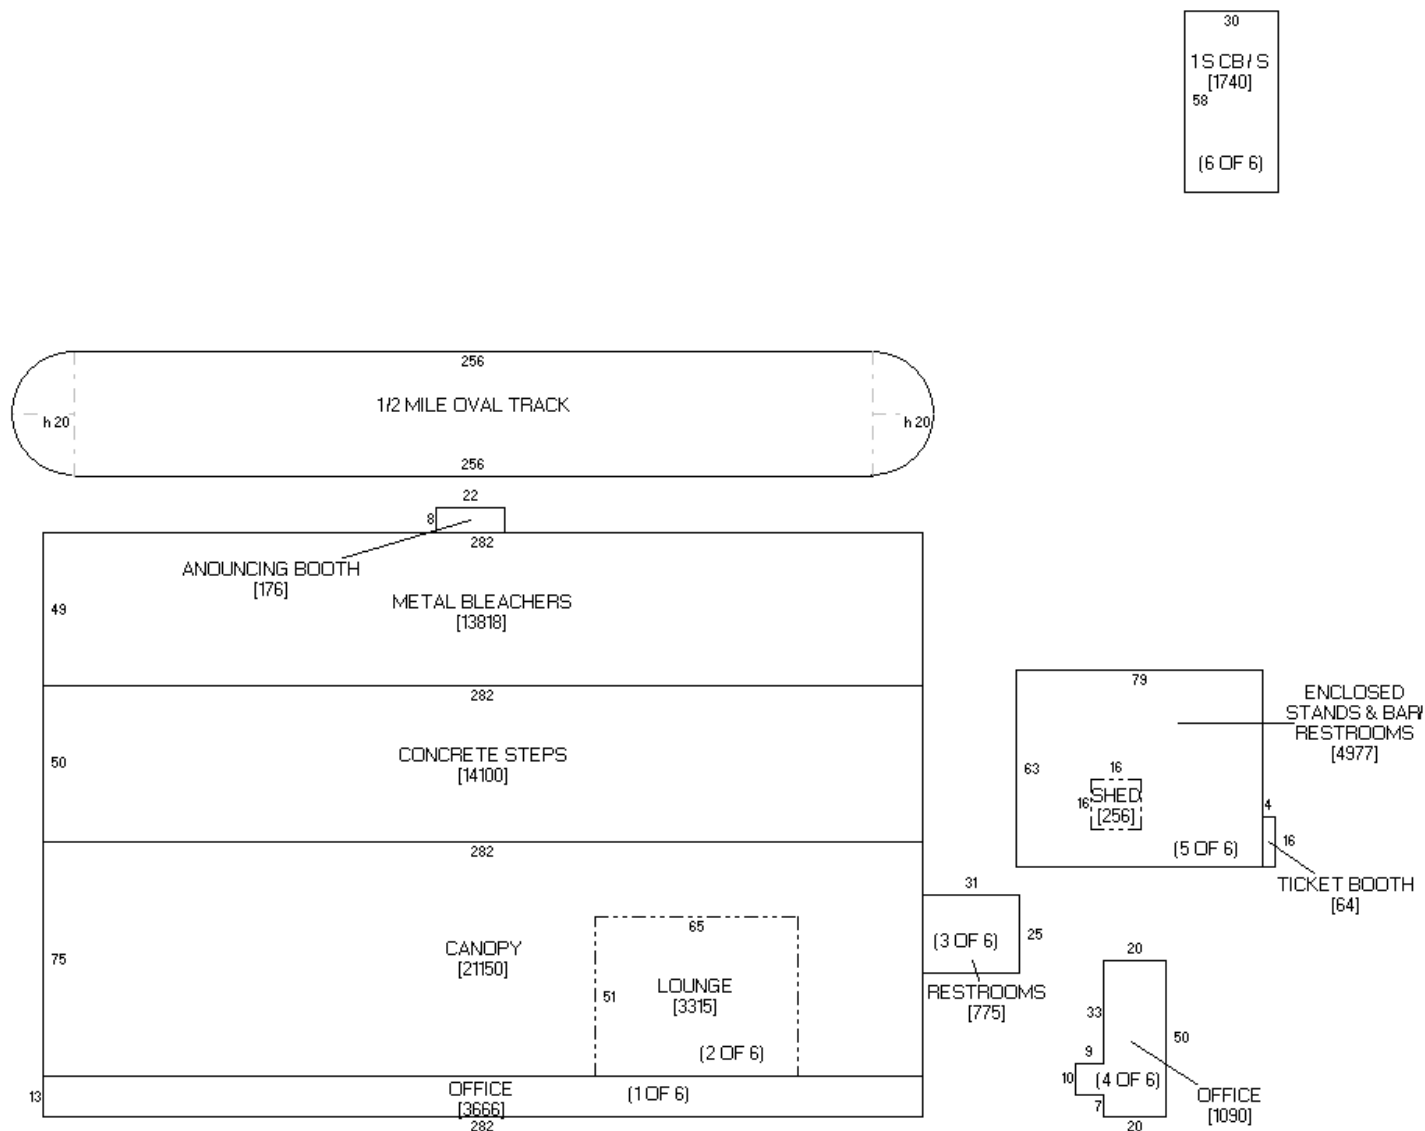 30
1S CB/S
[1740]
58
(6 OF 6)
256
1/2 MILE OVAL TRACK
h 20
h 20
256
22
8
282
ANOUNCING BOOTH
[176]
49
METAL BLEACHERS
[13818]
282
50
CONCRETE STEPS
[14100]
79
ENCLOSED
STANDS & BAR/
RESTROOMS
[4977]
63
16
16
SHED
[256]
4
16
(5 OF 6)
TICKET BOOTH
[64]
282
75
CANOPY
[21150]
65
51
LOUNGE
[3315]
(2 OF 6)
31
(3 OF 6)
25
RESTROOMS
[775]
20
33
50
9
10
(4 OF 6)
7
OFFICE
[1090]
20
13
OFFICE
[3666]
(1 OF 6)
282